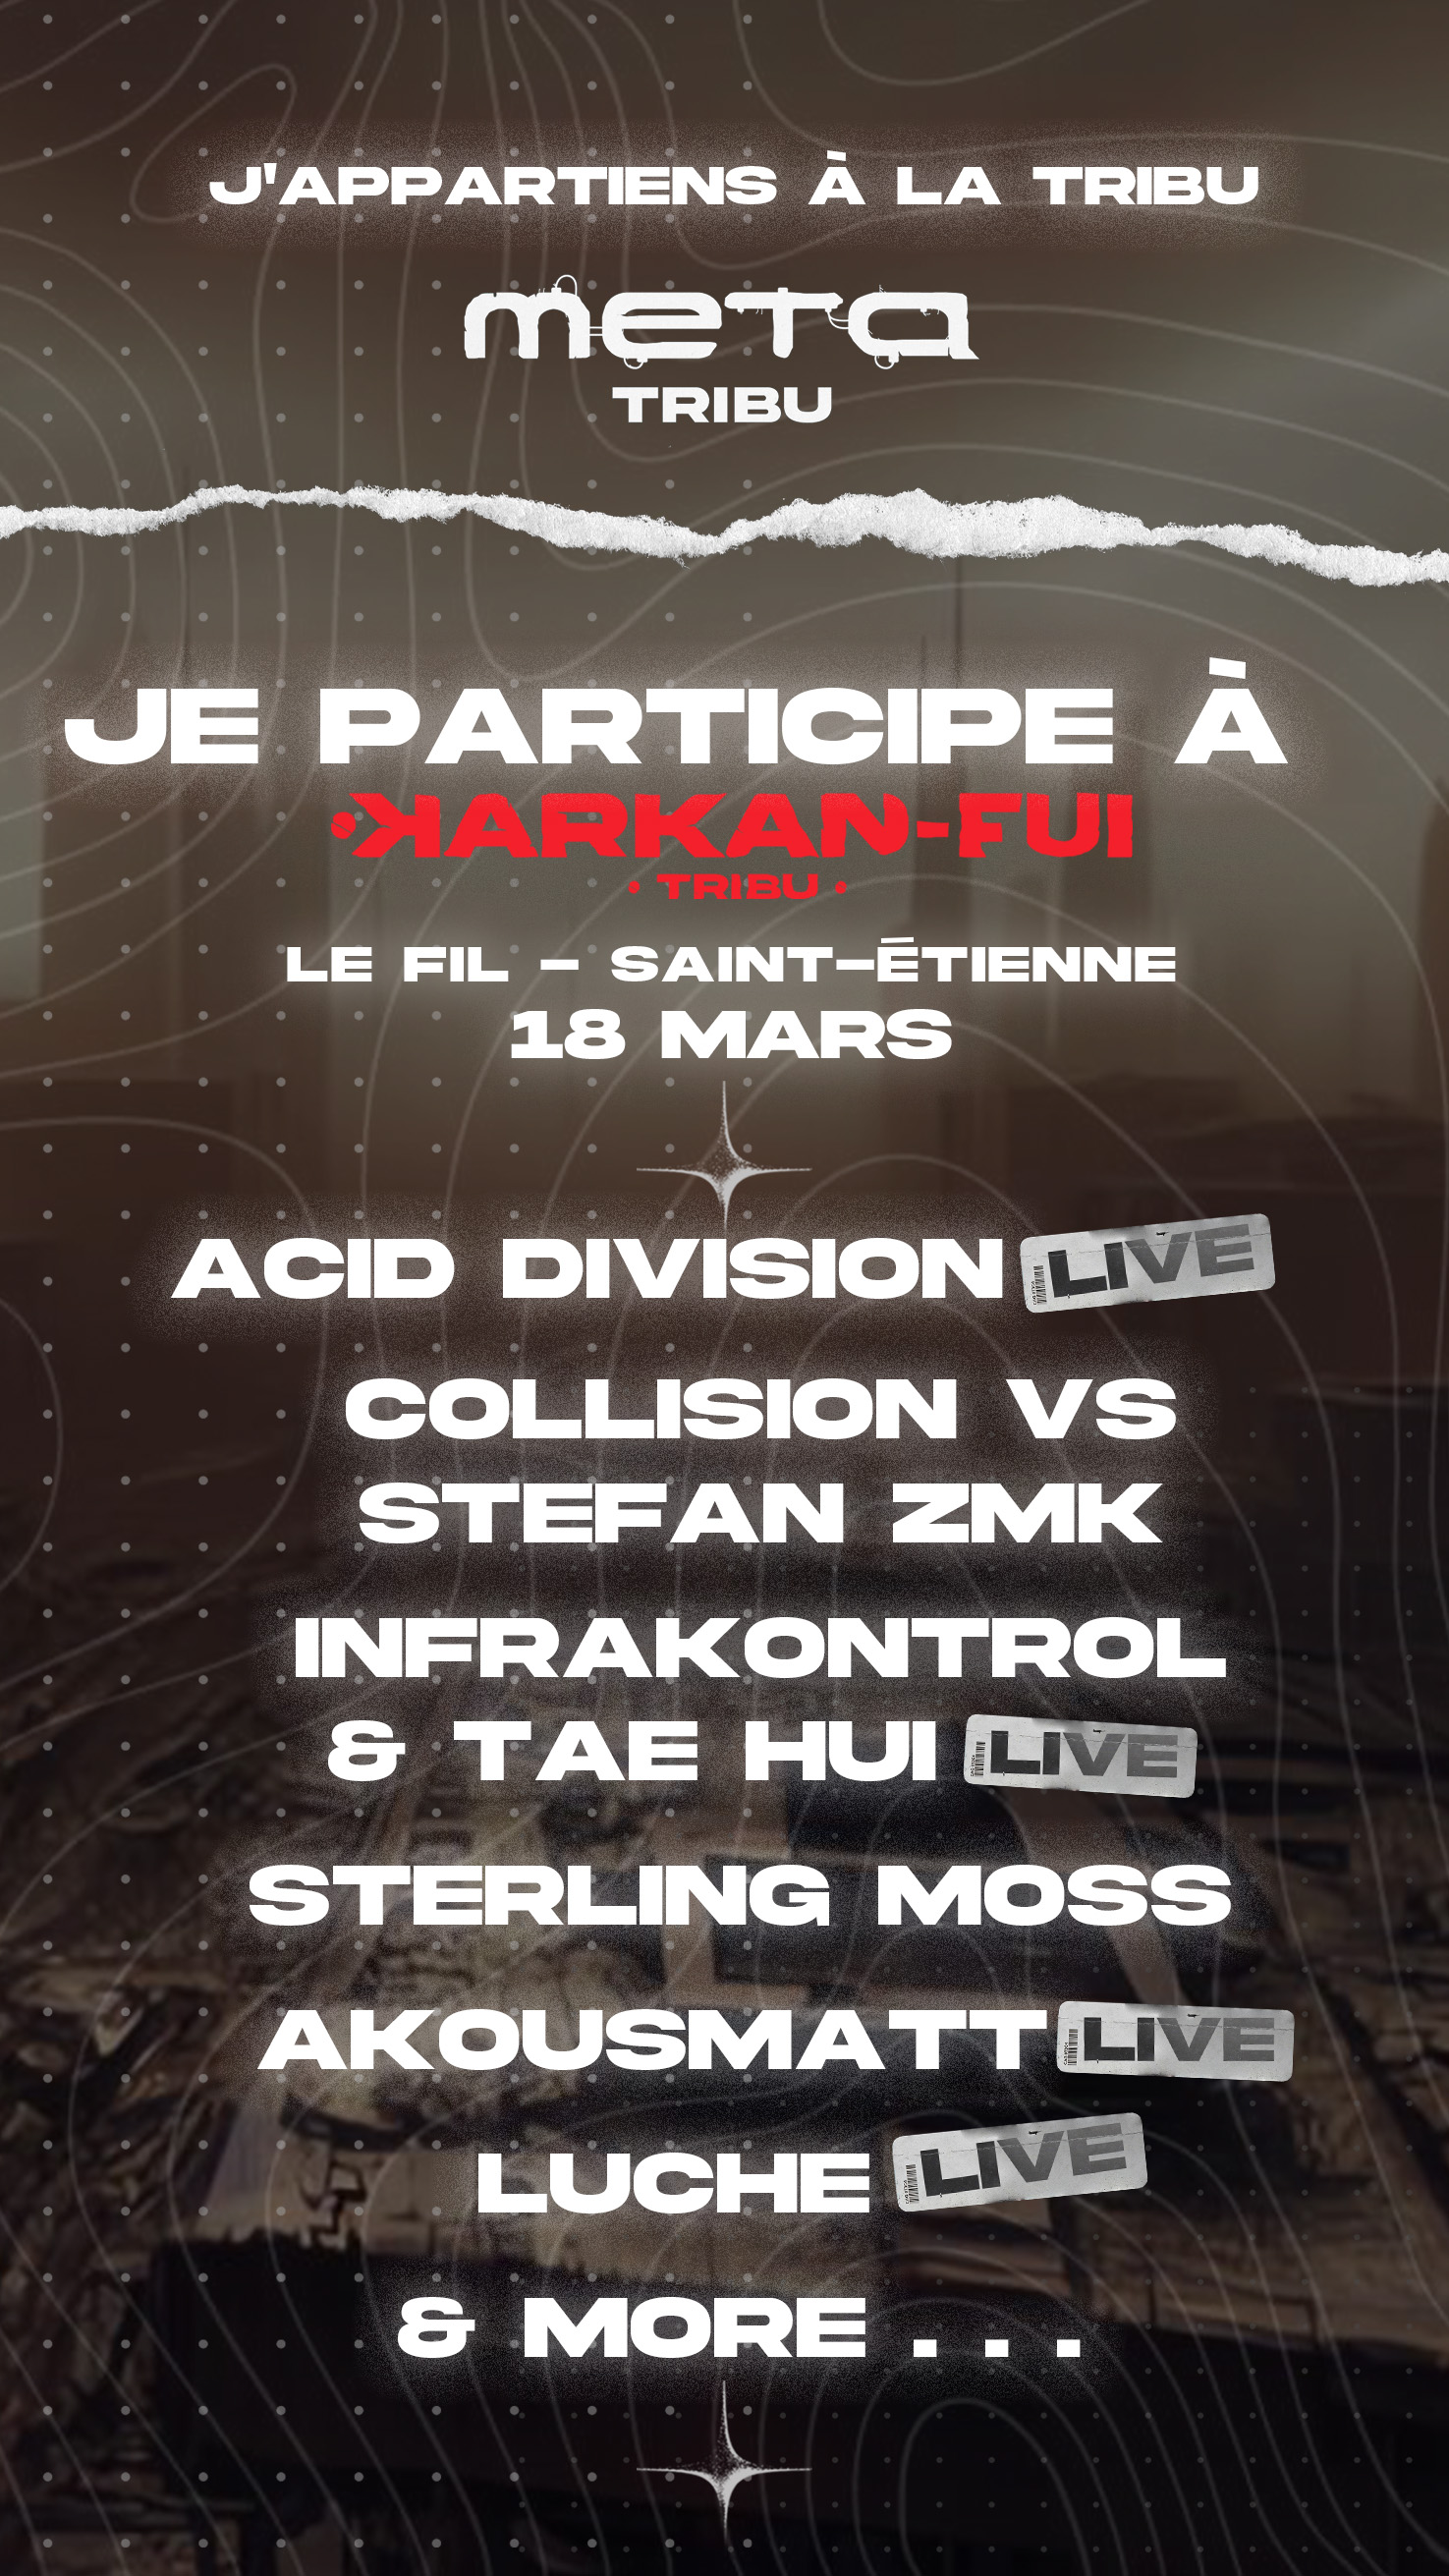 J'APPARTIENS À LA TRIBU
META
TRIBU
JE PARTICIPE À
KARKAN-FUI
• TRIBU •
LE FIL - SAINT-ÉTIENNE
18 MARS
ACID DIVISION LIVE
COLLISION VS
STEFAN ZMK
INFRAKONTROL
& TAE HUI LIVE
STERLING MOSS
AKOUSMATT LIVE
LUCHE LIVE
& MORE . . .